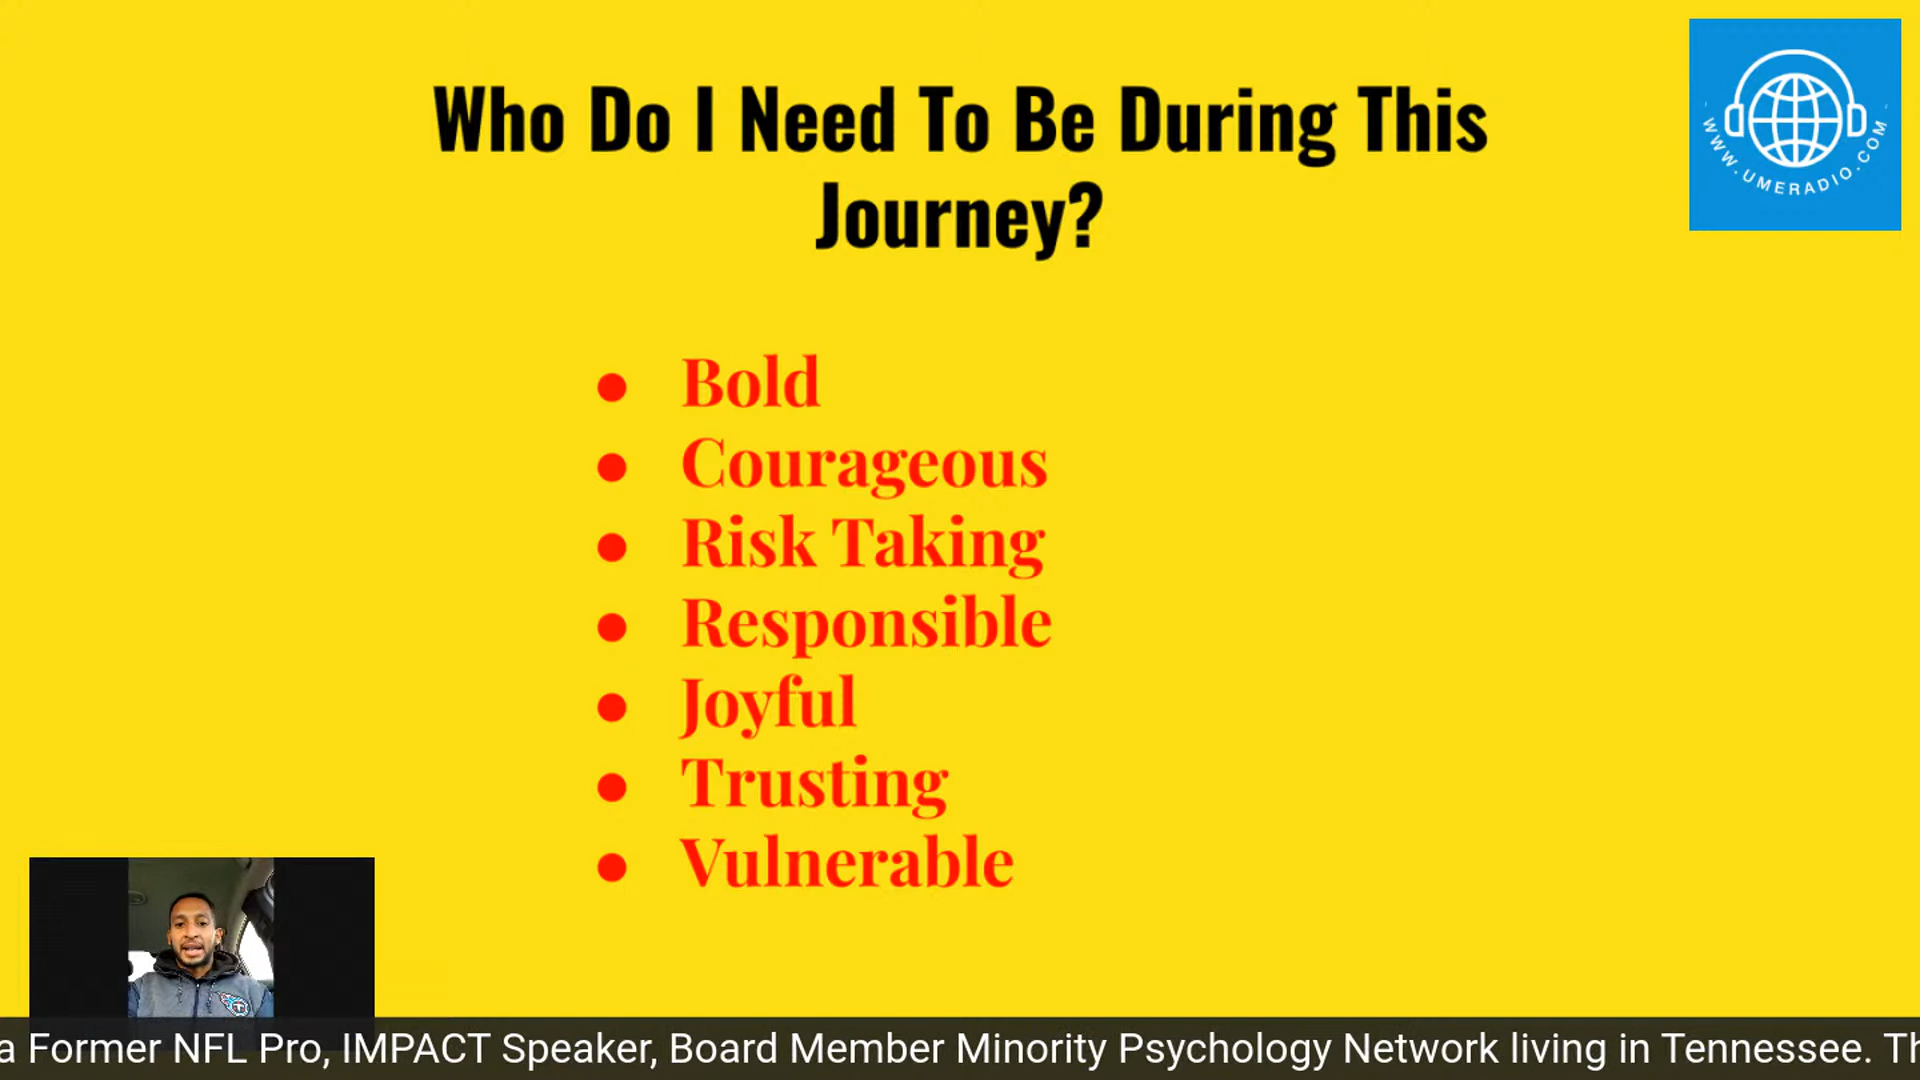 Who Do I Need To Be During This
Journey?
WWW.UMERADIO.COM
● Bold
● Courageous
● Risk Taking
● Responsible
● Joyful
● Trusting
● Vulnerable
a Former NFL Pro, IMPACT Speaker, Board Member Minority Psychology Network living in Tennessee. Th